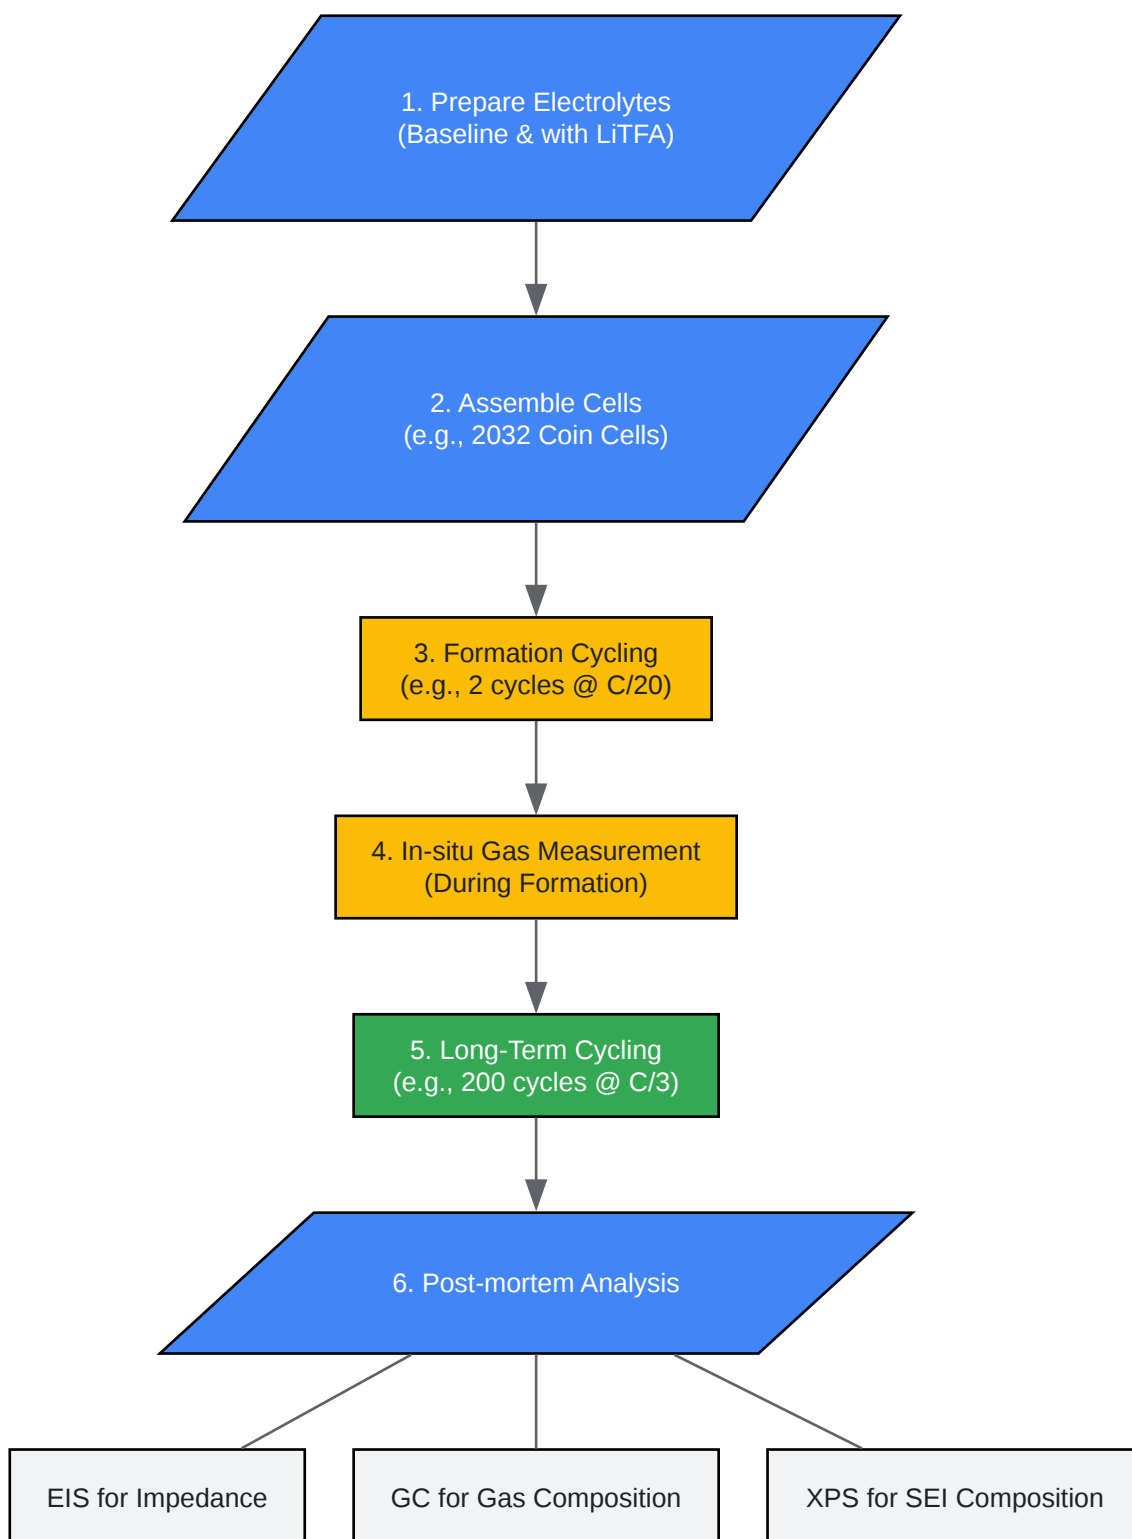 1. Prepare Electrolytes
(Baseline & with LiTFA)
2. Assemble Cells
(e.g., 2032 Coin Cells)
3. Formation Cycling
(e.g., 2 cycles @ C/20)
4. In-situ Gas Measurement
(During Formation)
5. Long-Term Cycling
(e.g., 200 cycles @ C/3)
6. Post-mortem Analysis
EIS for Impedance
GC for Gas Composition
XPS for SEI Composition